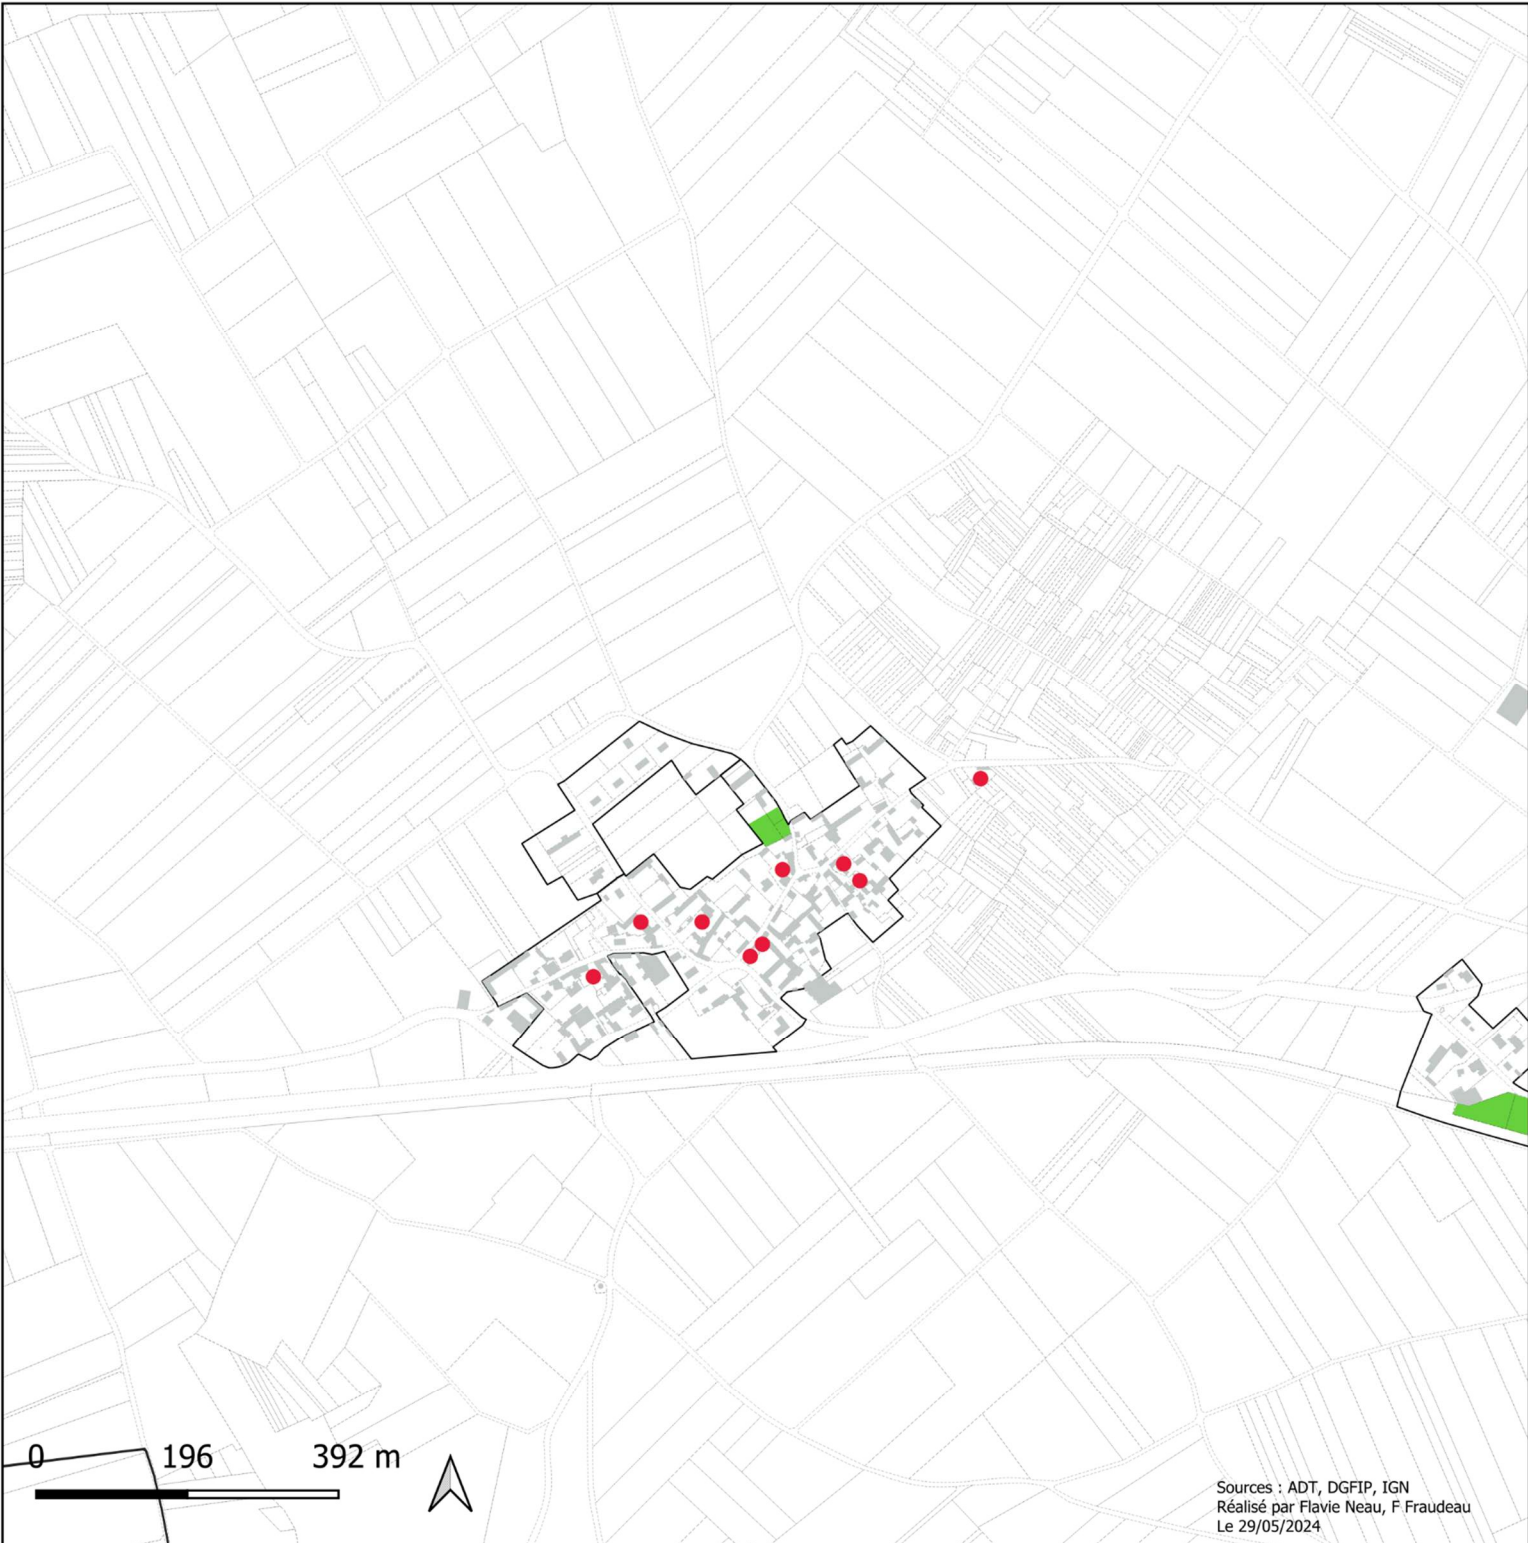 0 196 392 m
Sources : ADT, DGFIP, IGN
Réalisé par Flavie Neau, F Fraudeau
Le 29/05/2024